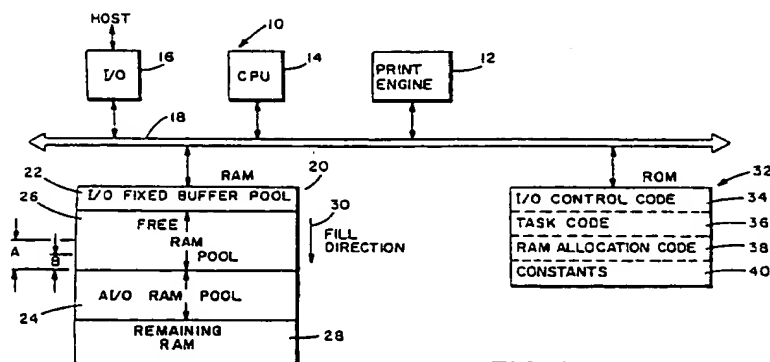 HOST
10
I/O
16
CPU
14
PRINT
ENGINE
12
18
RAM
20
ROM
32
22
I/O FIXED BUFFER POOL
26
FREE
RAM
POOL
30
FILL
DIRECTION
A
B
AI/O RAM POOL
24
REMAINING
RAM
28
I/O CONTROL CODE
34
TASK CODE
36
RAM ALLOCATION CODE
38
CONSTANTS
40